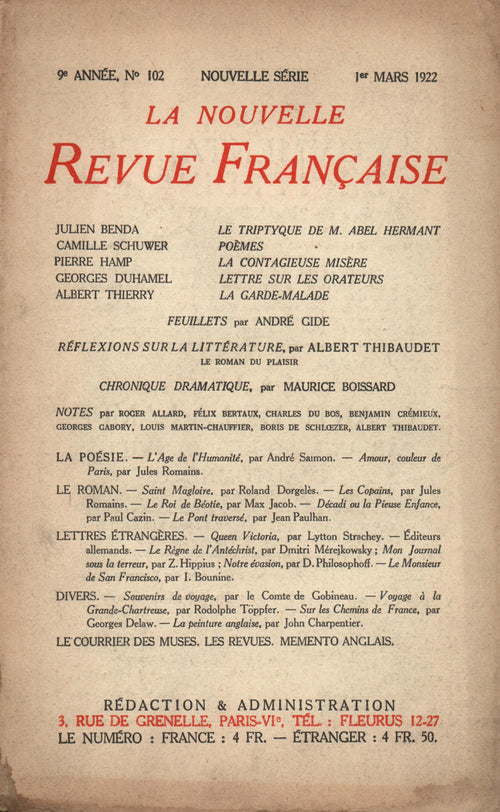 9e ANNÉE, No 102 NOUVELLE SÉRIE 1er MARS 1922
LA NOUVELLE
REVUE FRANÇAISE
JULIEN BENDA LE TRIPTYQUE DE M. ABEL HERMANT
CAMILLE SCHUWER POÈMES
PIERRE HAMP LA CONTAGIEUSE MISÈRE
GEORGES DUHAMEL LETTRE SUR LES ORATEURS
ALBERT THIERRY LA GARDE-MALADE
FEUILLETS par ANDRÉ GIDE
RÉFLEXIONS SUR LA LITTÉRATURE, par ALBERT THIBAUDET
LE ROMAN DU PLAISIR
CHRONIQUE DRAMATIQUE, par MAURICE BOISSARD
NOTES par ROGER ALLARD, FÉLIX BERTAUX, CHARLES DU BOS, BENJAMIN CRÉMIEUX,
GEORGES GABORY, LOUIS MARTIN-CHAUFFIER, BORIS DE SCHLŒZER, ALBERT THIBAUDET.
LA POÉSIE. — L'Age de l'Humanité, par André Salmon. — Amour, couleur de
Paris, par Jules Romains.
LE ROMAN. — Saint Magloire, par Roland Dorgelès. — Les Copains, par Jules
Romains. — Le Roi de Béotie, par Max Jacob. — Décadi ou la Pieuse Enfance,
par Paul Cazin. — Le Pont traversé, par Jean Paulhan.
LETTRES ÉTRANGÈRES. — Queen Victoria, par Lytton Strachey. — Éditeurs
allemands. — Le Règne de l'Antéchrist, par Dmitri Mérejkowsky ; Mon Journal
sous la terreur, par Z. Hippius ; Notre évasion, par D. Philosophoff. — Le Monsieur
de San Francisco, par I. Bounine.
DIVERS. — Souvenirs de voyage, par le Comte de Gobineau. — Voyage à la
Grande-Chartreuse, par Rodolphe Töppfer. — Sur les Chemins de France, par
Georges Delaw. — La peinture anglaise, par John Charpentier.
LE COURRIER DES MUSES. LES REVUES. MEMENTO ANGLAIS.
RÉDACTION & ADMINISTRATION
3, RUE DE GRENELLE, PARIS-VIe, TÉL. : FLEURUS 12-27
LE NUMÉRO : FRANCE : 4 FR. — ÉTRANGER : 4 FR. 50.